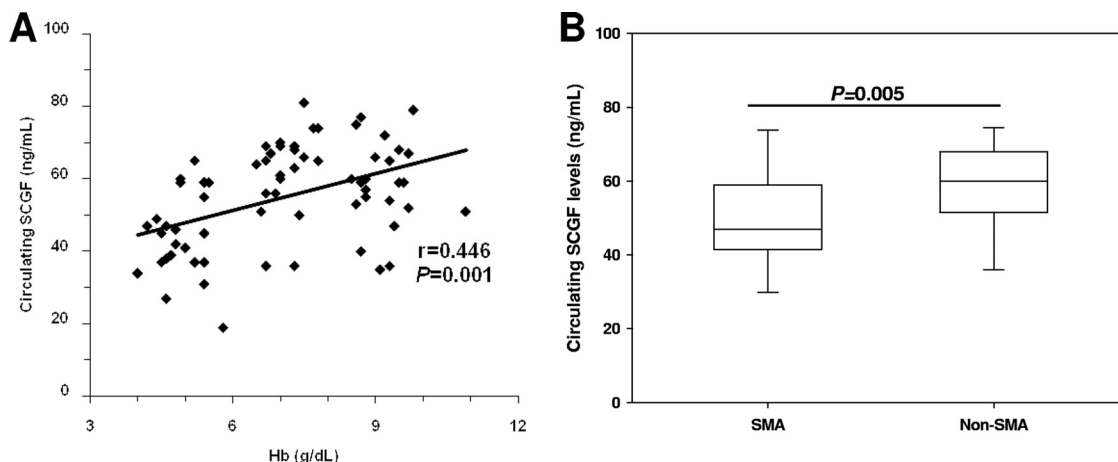 A
Circulating SCGF (ng/mL)
100
80
60
40
20
0
r=0.446
P=0.001
3 6 9 12
Hb (g/dL)
B
Circulating SCGF levels (ng/mL)
100
80
60
40
20
0
P=0.005
SMA Non-SMA